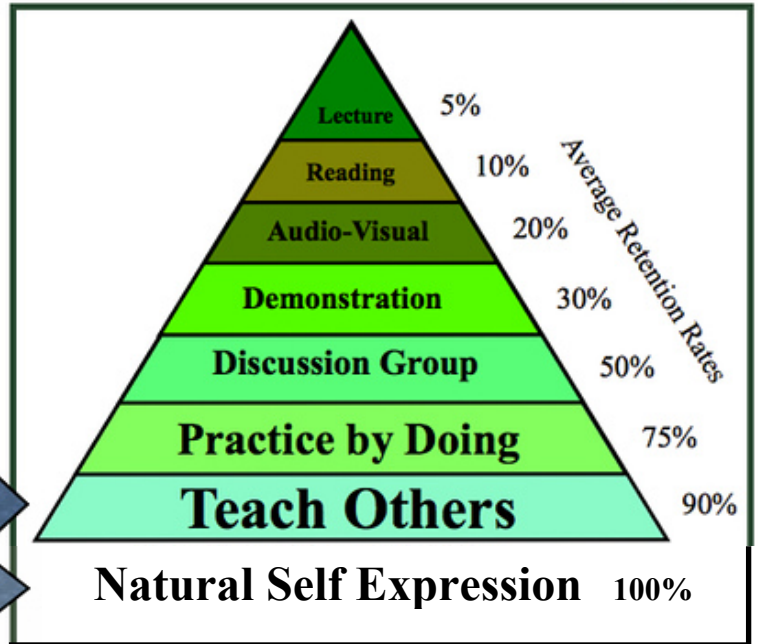 Lecture 5%
Reading 10%
Audio-Visual 20%
Demonstration 30%
Discussion Group 50%
Practice by Doing 75%
Teach Others 90%
Natural Self Expression 100%
Average Retention Rates